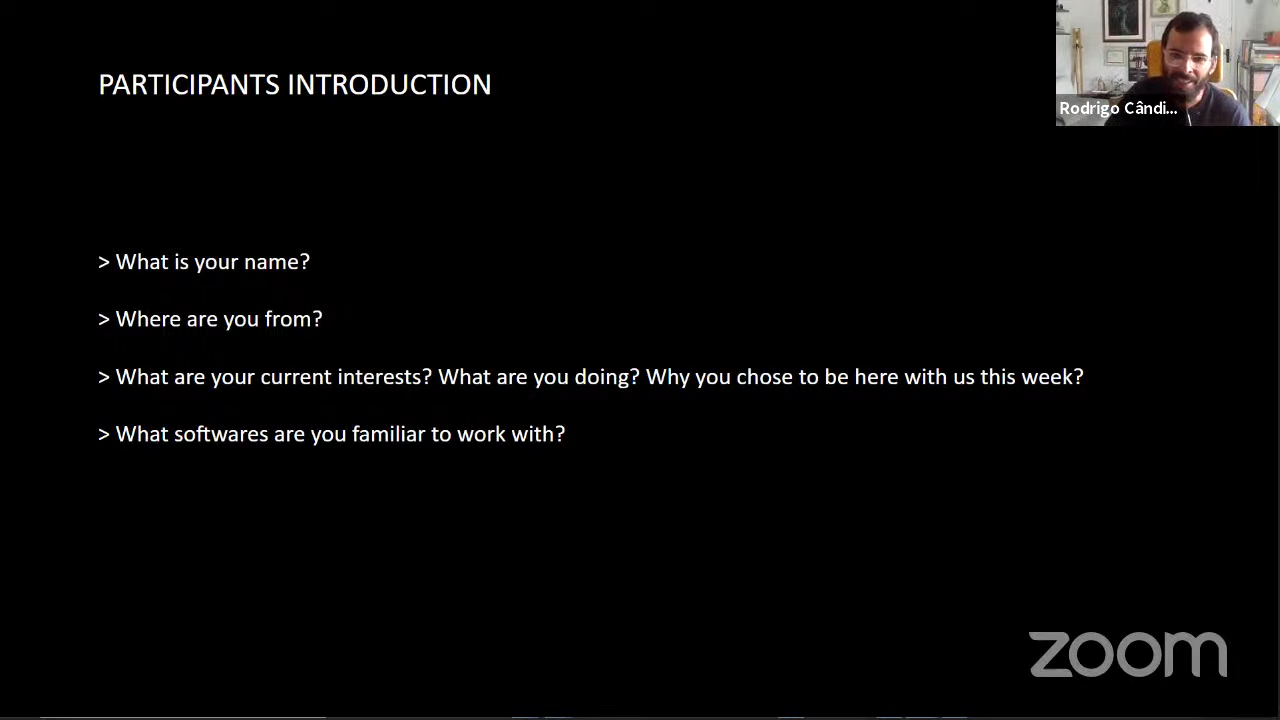 PARTICIPANTS INTRODUCTION
Rodrigo Cândi...
> What is your name?
> Where are you from?
> What are your current interests? What are you doing? Why you chose to be here with us this week?
> What softwares are you familiar to work with?
zoom